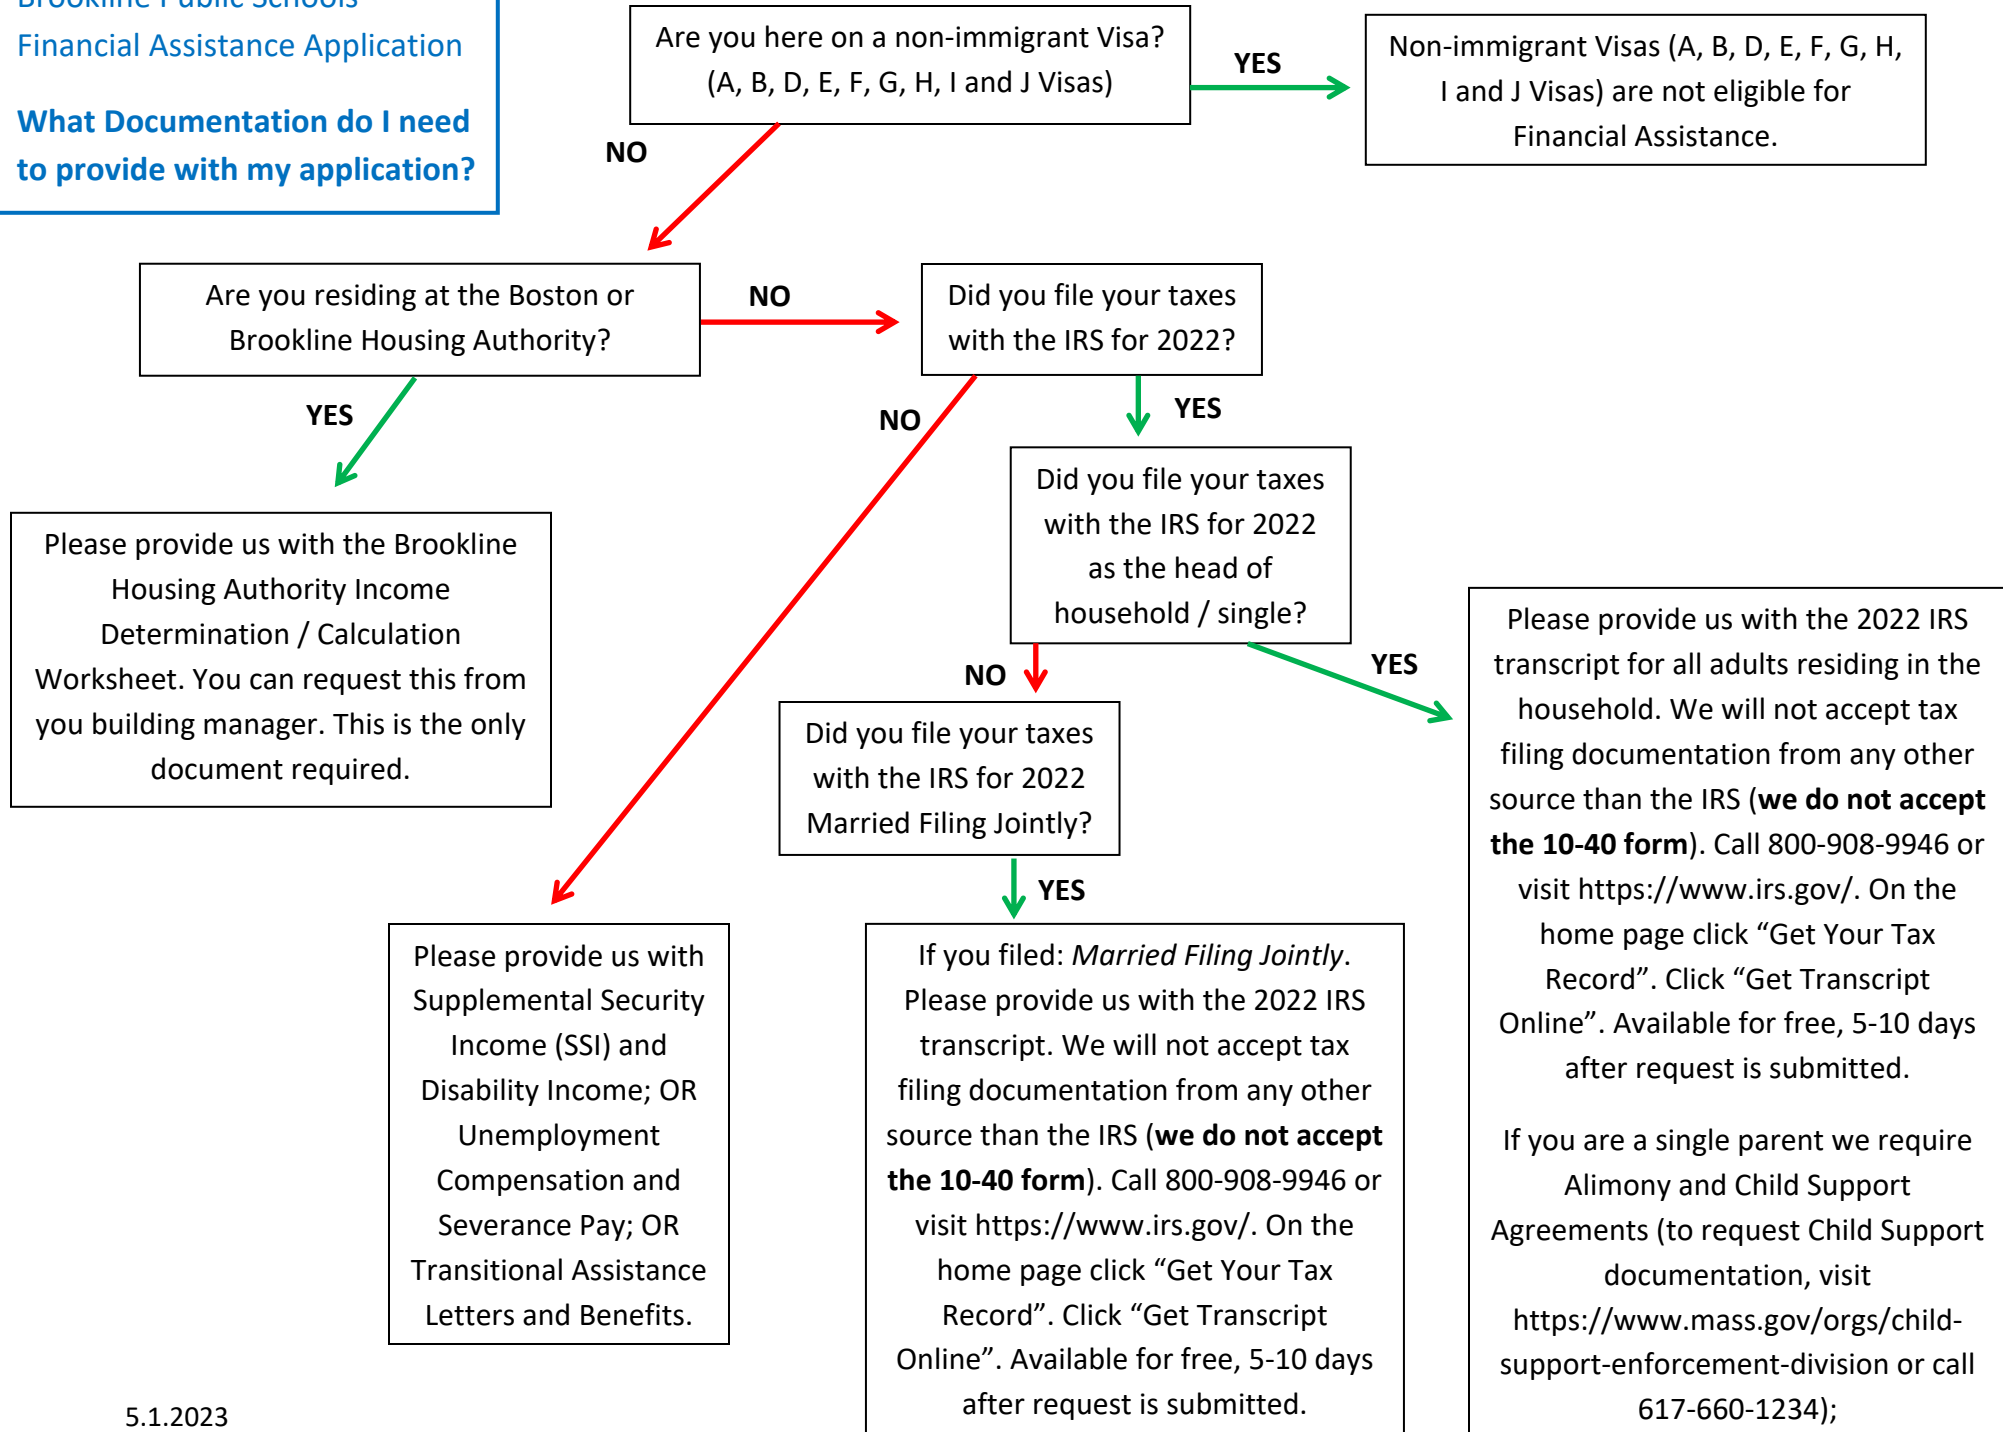 Brookline Public Schools
Financial Assistance Application
What Documentation do I need
to provide with my application?
Are you here on a non-immigrant Visa?
(A, B, D, E, F, G, H, I and J Visas)
YES
Non-immigrant Visas (A, B, D, E, F, G, H,
I and J Visas) are not eligible for
Financial Assistance.
NO
Are you residing at the Boston or
Brookline Housing Authority?
NO
Did you file your taxes
with the IRS for 2022?
YES
NO
YES
Please provide us with the Brookline
Housing Authority Income
Determination / Calculation
Worksheet. You can request this from
you building manager. This is the only
document required.
Did you file your taxes
with the IRS for 2022
as the head of
household / single?
NO
YES
Did you file your taxes
with the IRS for 2022
Married Filing Jointly?
YES
Please provide us with
Supplemental Security
Income (SSI) and
Disability Income; OR
Unemployment
Compensation and
Severance Pay; OR
Transitional Assistance
Letters and Benefits.
If you filed: Married Filing Jointly.
Please provide us with the 2022 IRS
transcript. We will not accept tax
filing documentation from any other
source than the IRS (we do not accept
the 10-40 form). Call 800-908-9946 or
visit https://www.irs.gov/. On the
home page click “Get Your Tax
Record”. Click “Get Transcript
Online”. Available for free, 5-10 days
after request is submitted.
Please provide us with the 2022 IRS
transcript for all adults residing in the
household. We will not accept tax
filing documentation from any other
source than the IRS (we do not accept
the 10-40 form). Call 800-908-9946 or
visit https://www.irs.gov/. On the
home page click “Get Your Tax
Record”. Click “Get Transcript
Online”. Available for free, 5-10 days
after request is submitted.
If you are a single parent we require
Alimony and Child Support
Agreements (to request Child Support
documentation, visit
https://www.mass.gov/orgs/child-
support-enforcement-division or call
617-660-1234);
5.1.2023